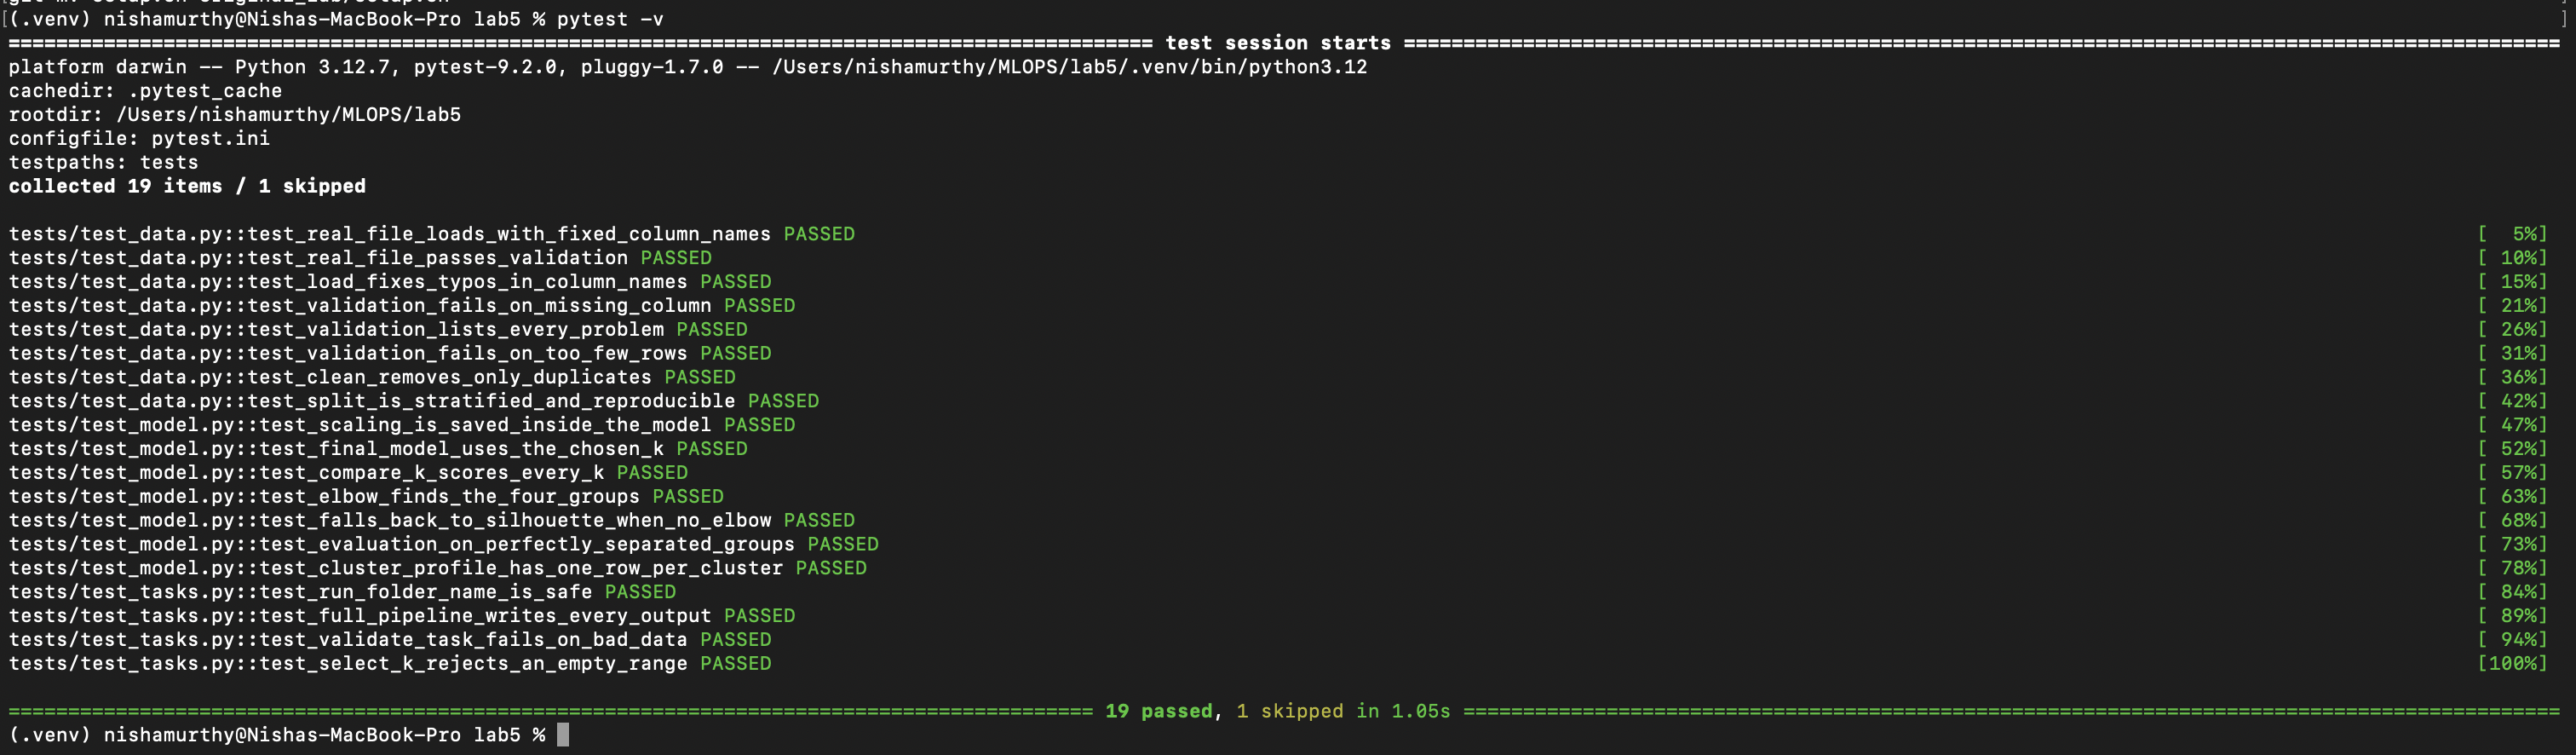 [(.venv) nishamurthy@Nishas-MacBook-Pro lab5 % pytest -v ]
================ test session starts ================
platform darwin -- Python 3.12.7, pytest-9.2.0, pluggy-1.7.0 -- /Users/nishamurthy/MLOPS/lab5/.venv/bin/python3.12
cachedir: .pytest_cache
rootdir: /Users/nishamurthy/MLOPS/lab5
configfile: pytest.ini
testpaths: tests
collected 19 items / 1 skipped
tests/test_data.py::test_real_file_loads_with_fixed_column_names PASSED [  5%]
tests/test_data.py::test_real_file_passes_validation PASSED [ 10%]
tests/test_data.py::test_load_fixes_typos_in_column_names PASSED [ 15%]
tests/test_data.py::test_validation_fails_on_missing_column PASSED [ 21%]
tests/test_data.py::test_validation_lists_every_problem PASSED [ 26%]
tests/test_data.py::test_validation_fails_on_too_few_rows PASSED [ 31%]
tests/test_data.py::test_clean_removes_only_duplicates PASSED [ 36%]
tests/test_data.py::test_split_is_stratified_and_reproducible PASSED [ 42%]
tests/test_model.py::test_scaling_is_saved_inside_the_model PASSED [ 47%]
tests/test_model.py::test_final_model_uses_the_chosen_k PASSED [ 52%]
tests/test_model.py::test_compare_k_scores_every_k PASSED [ 57%]
tests/test_model.py::test_elbow_finds_the_four_groups PASSED [ 63%]
tests/test_model.py::test_falls_back_to_silhouette_when_no_elbow PASSED [ 68%]
tests/test_model.py::test_evaluation_on_perfectly_separated_groups PASSED [ 73%]
tests/test_model.py::test_cluster_profile_has_one_row_per_cluster PASSED [ 78%]
tests/test_tasks.py::test_run_folder_name_is_safe PASSED [ 84%]
tests/test_tasks.py::test_full_pipeline_writes_every_output PASSED [ 89%]
tests/test_tasks.py::test_validate_task_fails_on_bad_data PASSED [ 94%]
tests/test_tasks.py::test_select_k_rejects_an_empty_range PASSED [100%]
================ 19 passed, 1 skipped in 1.05s ================
(.venv) nishamurthy@Nishas-MacBook-Pro lab5 %